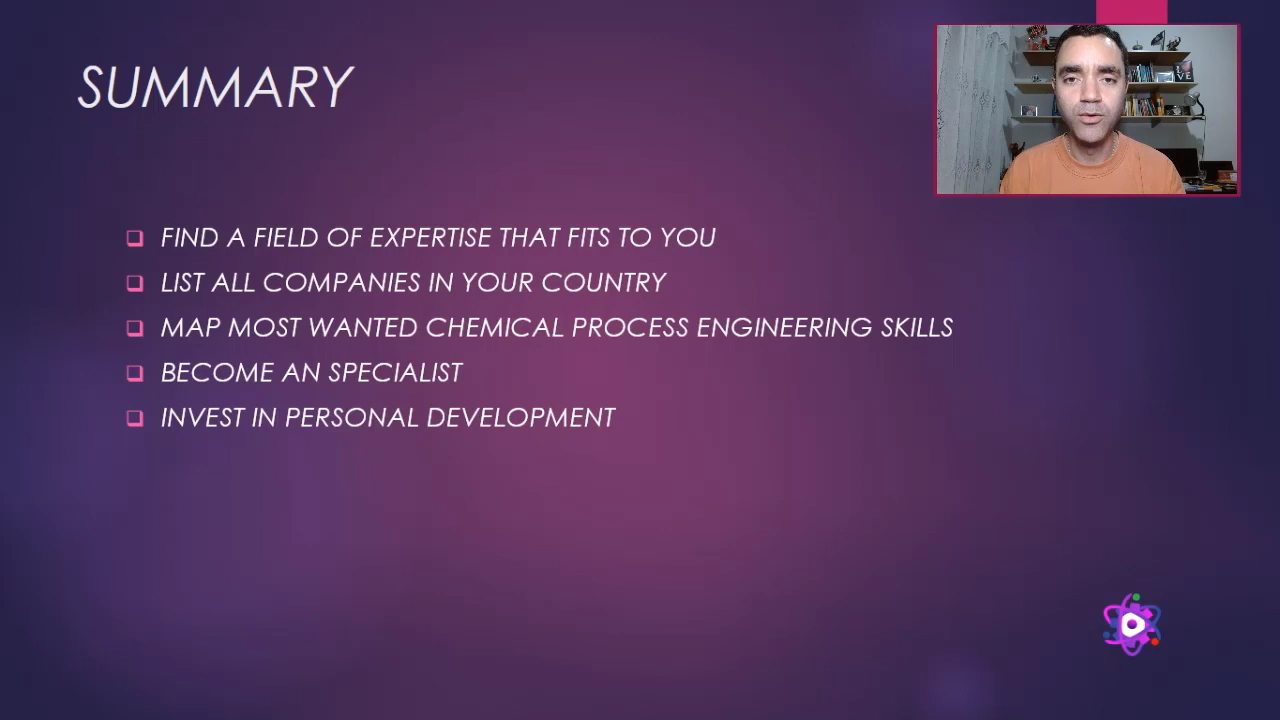 SUMMARY
FIND A FIELD OF EXPERTISE THAT FITS TO YOU
LIST ALL COMPANIES IN YOUR COUNTRY
MAP MOST WANTED CHEMICAL PROCESS ENGINEERING SKILLS
BECOME AN SPECIALIST
INVEST IN PERSONAL DEVELOPMENT